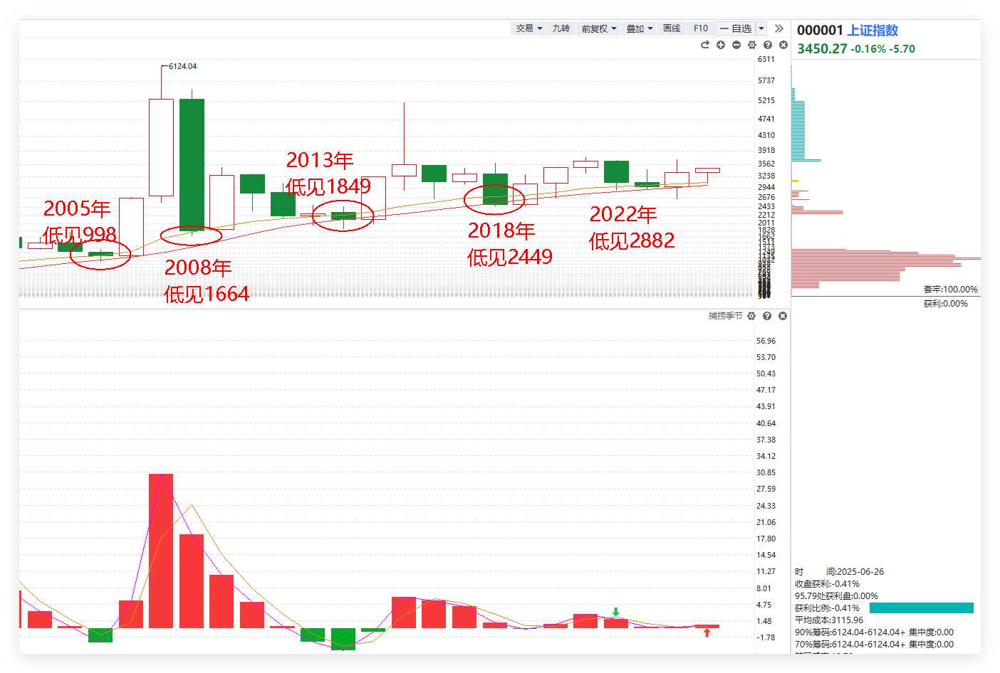 交易 九转 前复权 叠加 画线 F10 自选
000001 上证指数
3450.27 -0.16% -5.70
6311
6124.04
5737
5215
4741
4310
3918
3562
3238
2944
2676
2433
2212
2011
1828
1662
1511
1373
1249
1135
1032
2013年
低见1849
2005年
低见998
2018年
低见2449
2022年
低见2882
2008年
低见1664
套牢:100.00%
获利:0.00%
捕捞季节
56.96
53.70
50.43
47.17
43.91
40.64
37.38
34.12
30.85
27.59
24.33
21.06
17.80
14.54
11.27
8.01
4.75
1.48
-1.78
时 间:2025-06-26
收盘获利:-0.41%
95.79处获利盘:0.00%
获利比例:-0.41%
平均成本:3115.96
90%筹码:6124.04-6124.04+ 集中度:0.00
70%筹码:6124.04-6124.04+ 集中度:0.00